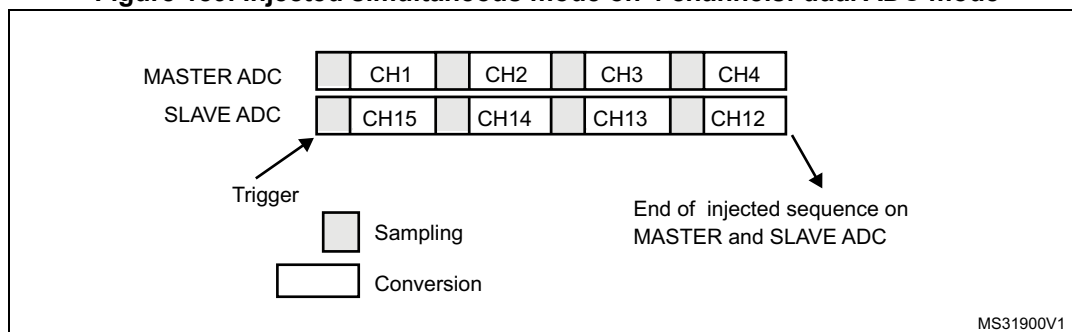 Figure Injected simultaneous mode on 4 channels: dual ADC mode
MASTER ADC CH1 CH2 CH3 CH4
SLAVE ADC CH15 CH14 CH13 CH12
Trigger
End of injected sequence on
MASTER and SLAVE ADC
Sampling
Conversion
MS31900V1